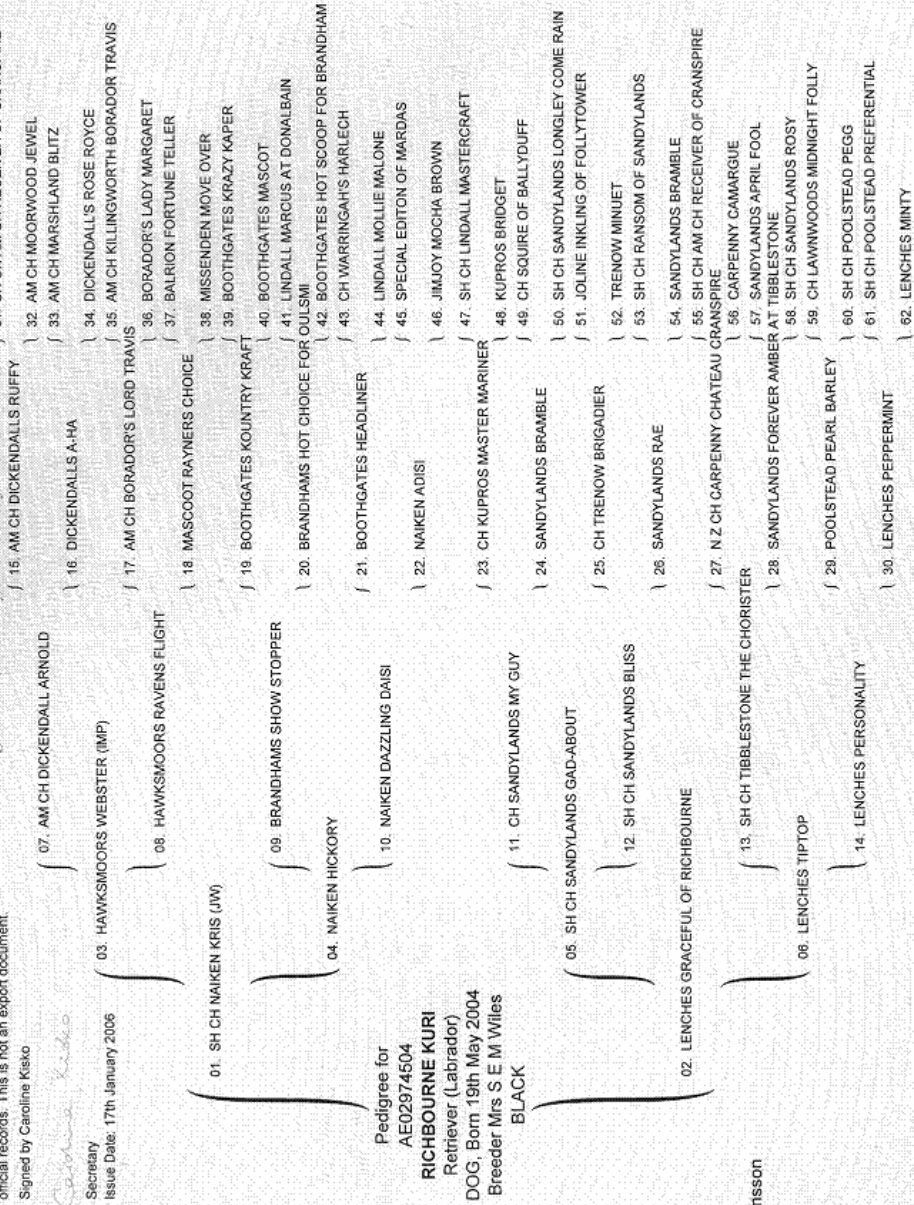 official records. This is not an export document.
Signed by Caroline Kisko
Caroline Kisko
Secretary
Issue Date: 17th January 2006
Pedigree for
AE02974504
RICHBOURNE KURI
Retriever (Labrador)
DOG, Born 19th May 2004
Breeder Mrs S E M Wiles
BLACK
risson
01. SH CH NAIKEN KRIS (JW)
02. LENCHES GRACEFUL OF RICHBOURNE
03. HAWKSMOORS WEBSTER (IMP)
04. NAIKEN HICKORY
05. SH CH SANDYLANDS GAD-ABOUT
06. LENCHES TIPTOP
07. AM CH DICKENDALL ARNOLD
08. HAWKSMOORS RAVENS FLIGHT
09. BRANDHAMS SHOW STOPPER
10. NAIKEN DAZZLING DAISI
11. CH SANDYLANDS MY GUY
12. SH CH SANDYLANDS BLISS
13. SH CH TIBBLESTONE THE CHORISTER
14. LENCHES PERSONALITY
15. AM CH DICKENDALLS RUFFY
16. DICKENDALLS A-HA
17. AM CH BORADOR'S LORD TRAVIS
18. MASCOOT RAYNERS CHOICE
19. BOOTHGATES KOUNTRY KRAFT
20. BRANDHAMS HOT CHOICE FOR OULSMI
21. BOOTHGATES HEADLINER
22. NAIKEN ADISI
23. CH KUPROS MASTER MARINER
24. SANDYLANDS BRAMBLE
25. CH TRENOW BRIGADIER
26. SANDYLANDS RAE
27. N Z CH CARPENNY CHATEAU CRANSPIRE
28. SANDYLANDS FOREVER AMBER AT TIBBLESTONE
29. POOLSTEAD PEARL BARLEY
30. LENCHES PEPPERMINT
32. AM CH MOORWOOD JEWEL
33. AM CH MARSHLAND BLITZ
34. DICKENDALL'S ROSE ROYCE
35. AM CH KILLINGWORTH BORADOR TRAVIS
36. BORADOR'S LADY MARGARET
37. BALRION FORTUNE TELLER
38. MISSENDEN MOVE OVER
39. BOOTHGATES KRAZY KAPER
40. BOOTHGATES MASCOT
41. LINDALL MARCUS AT DONALBAIN
42. BOOTHGATES HOT SCOOP FOR BRANDHAM
43. CH WARRINGAH'S HARLECH
44. LINDALL MOLLIE MALONE
45. SPECIAL EDITON OF MARDAS
46. JIMJOY MOCHA BROWN
47. SH CH LINDALL MASTERCRAFT
48. KUPROS BRIDGET
49. CH SQUIRE OF BALLYDUFF
50. SH CH SANDYLANDS LONGLEY COME RAIN
51. JOLINE INKLING OF FOLLYTOWER
52. TRENOW MINUET
53. SH CH RANSOM OF SANDYLANDS
54. SANDYLANDS BRAMBLE
55. SH CH AM CH RECEIVER OF CRANSPIRE
56. CARPENNY CAMARGUE
57. SANDYLANDS APRIL FOOL
58. SH CH SANDYLANDS ROSY
59. CH LAWNWOODS MIDNIGHT FOLLY
60. SH CH POOLSTEAD PEGG
61. SH CH POOLSTEAD PREFERENTIAL
62. LENCHES MINTY